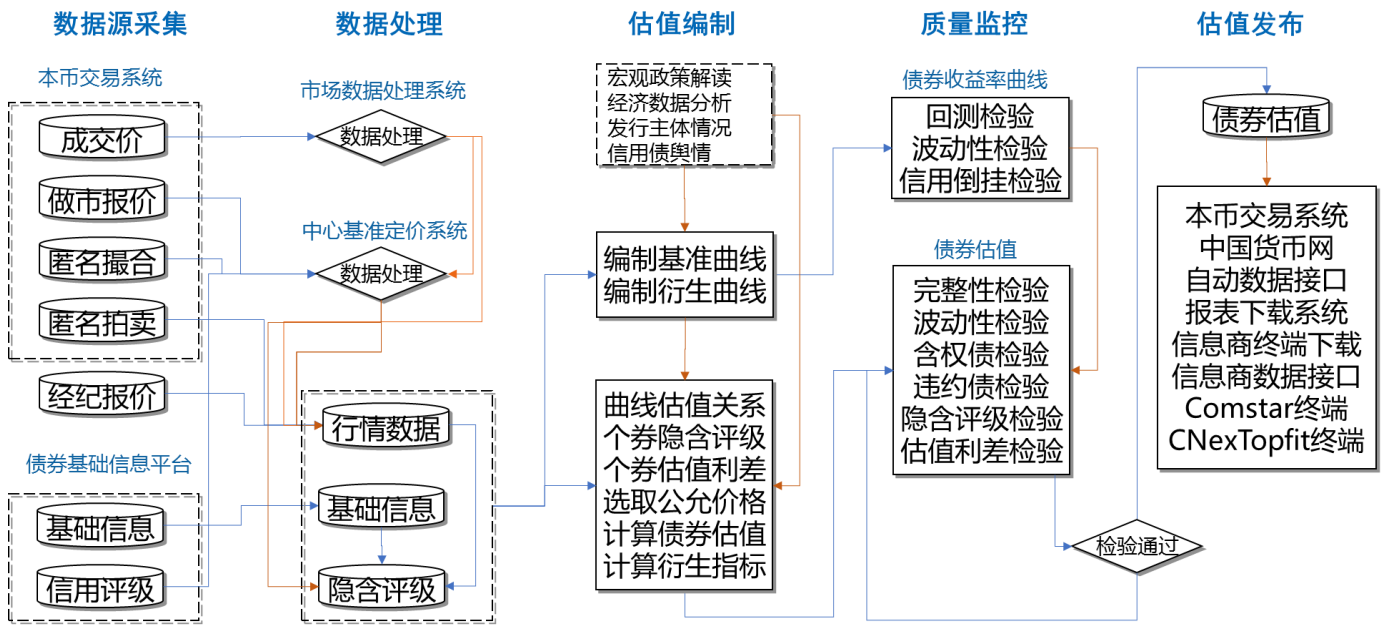 数据源采集
数据处理
估值编制
质量监控
估值发布
本币交易系统
成交价
做市报价
匿名撮合
匿名拍卖
经纪报价
债券基础信息平台
基础信息
信用评级
市场数据处理系统
数据处理
中心基准定价系统
数据处理
行情数据
基础信息
隐含评级
宏观政策解读
经济数据分析
发行主体情况
信用债舆情
编制基准曲线
编制衍生曲线
曲线估值关系
个券隐含评级
个券估值利差
选取公允价格
计算债券估值
计算衍生指标
债券收益率曲线
回测检验
波动性检验
信用倒挂检验
债券估值
完整性检验
波动性检验
含权债检验
违约债检验
隐含评级检验
估值利差检验
检验通过
债券估值
本币交易系统
中国货币网
自动数据接口
报表下载系统
信息商终端下载
信息商数据接口
Comstar终端
CNexTopfit终端